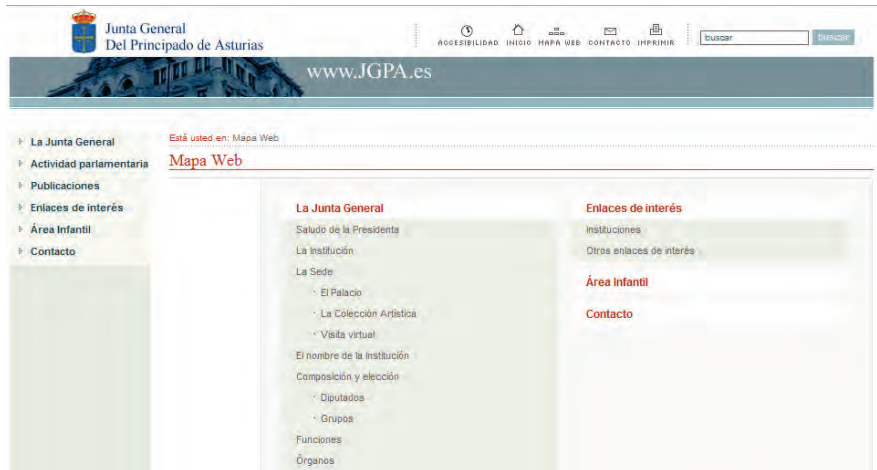 Junta General
Del Principado de Asturias
ACCESIBILIDAD INICIO MAPA WEB CONTACTO IMPRIMIR
buscar
buscar
www.JGPA.es
La Junta General
Actividad parlamentaria
Publicaciones
Enlaces de interés
Área Infantil
Contacto
Está usted en: Mapa Web
Mapa Web
La Junta General
Saludo de la Presidenta
La Institución
La Sede
· El Palacio
· La Colección Artística
· Visita virtual
El nombre de la Institución
Composición y elección
· Diputados
· Grupos
Funciones
Órganos
Enlaces de interés
Instituciones
Otros enlaces de interés
Área Infantil
Contacto